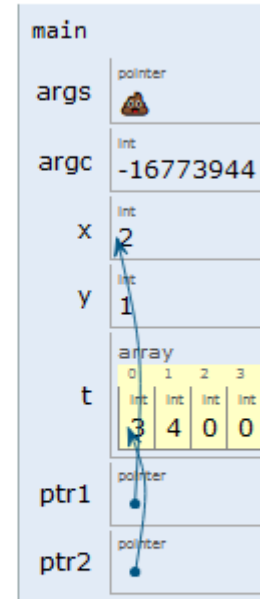 main
pointer
args 💩
int
argc -16773944
int
x 2
int
y 1
array
0 1 2 3
int int int int
t 3 4 0 0
pointer
ptr1
pointer
ptr2